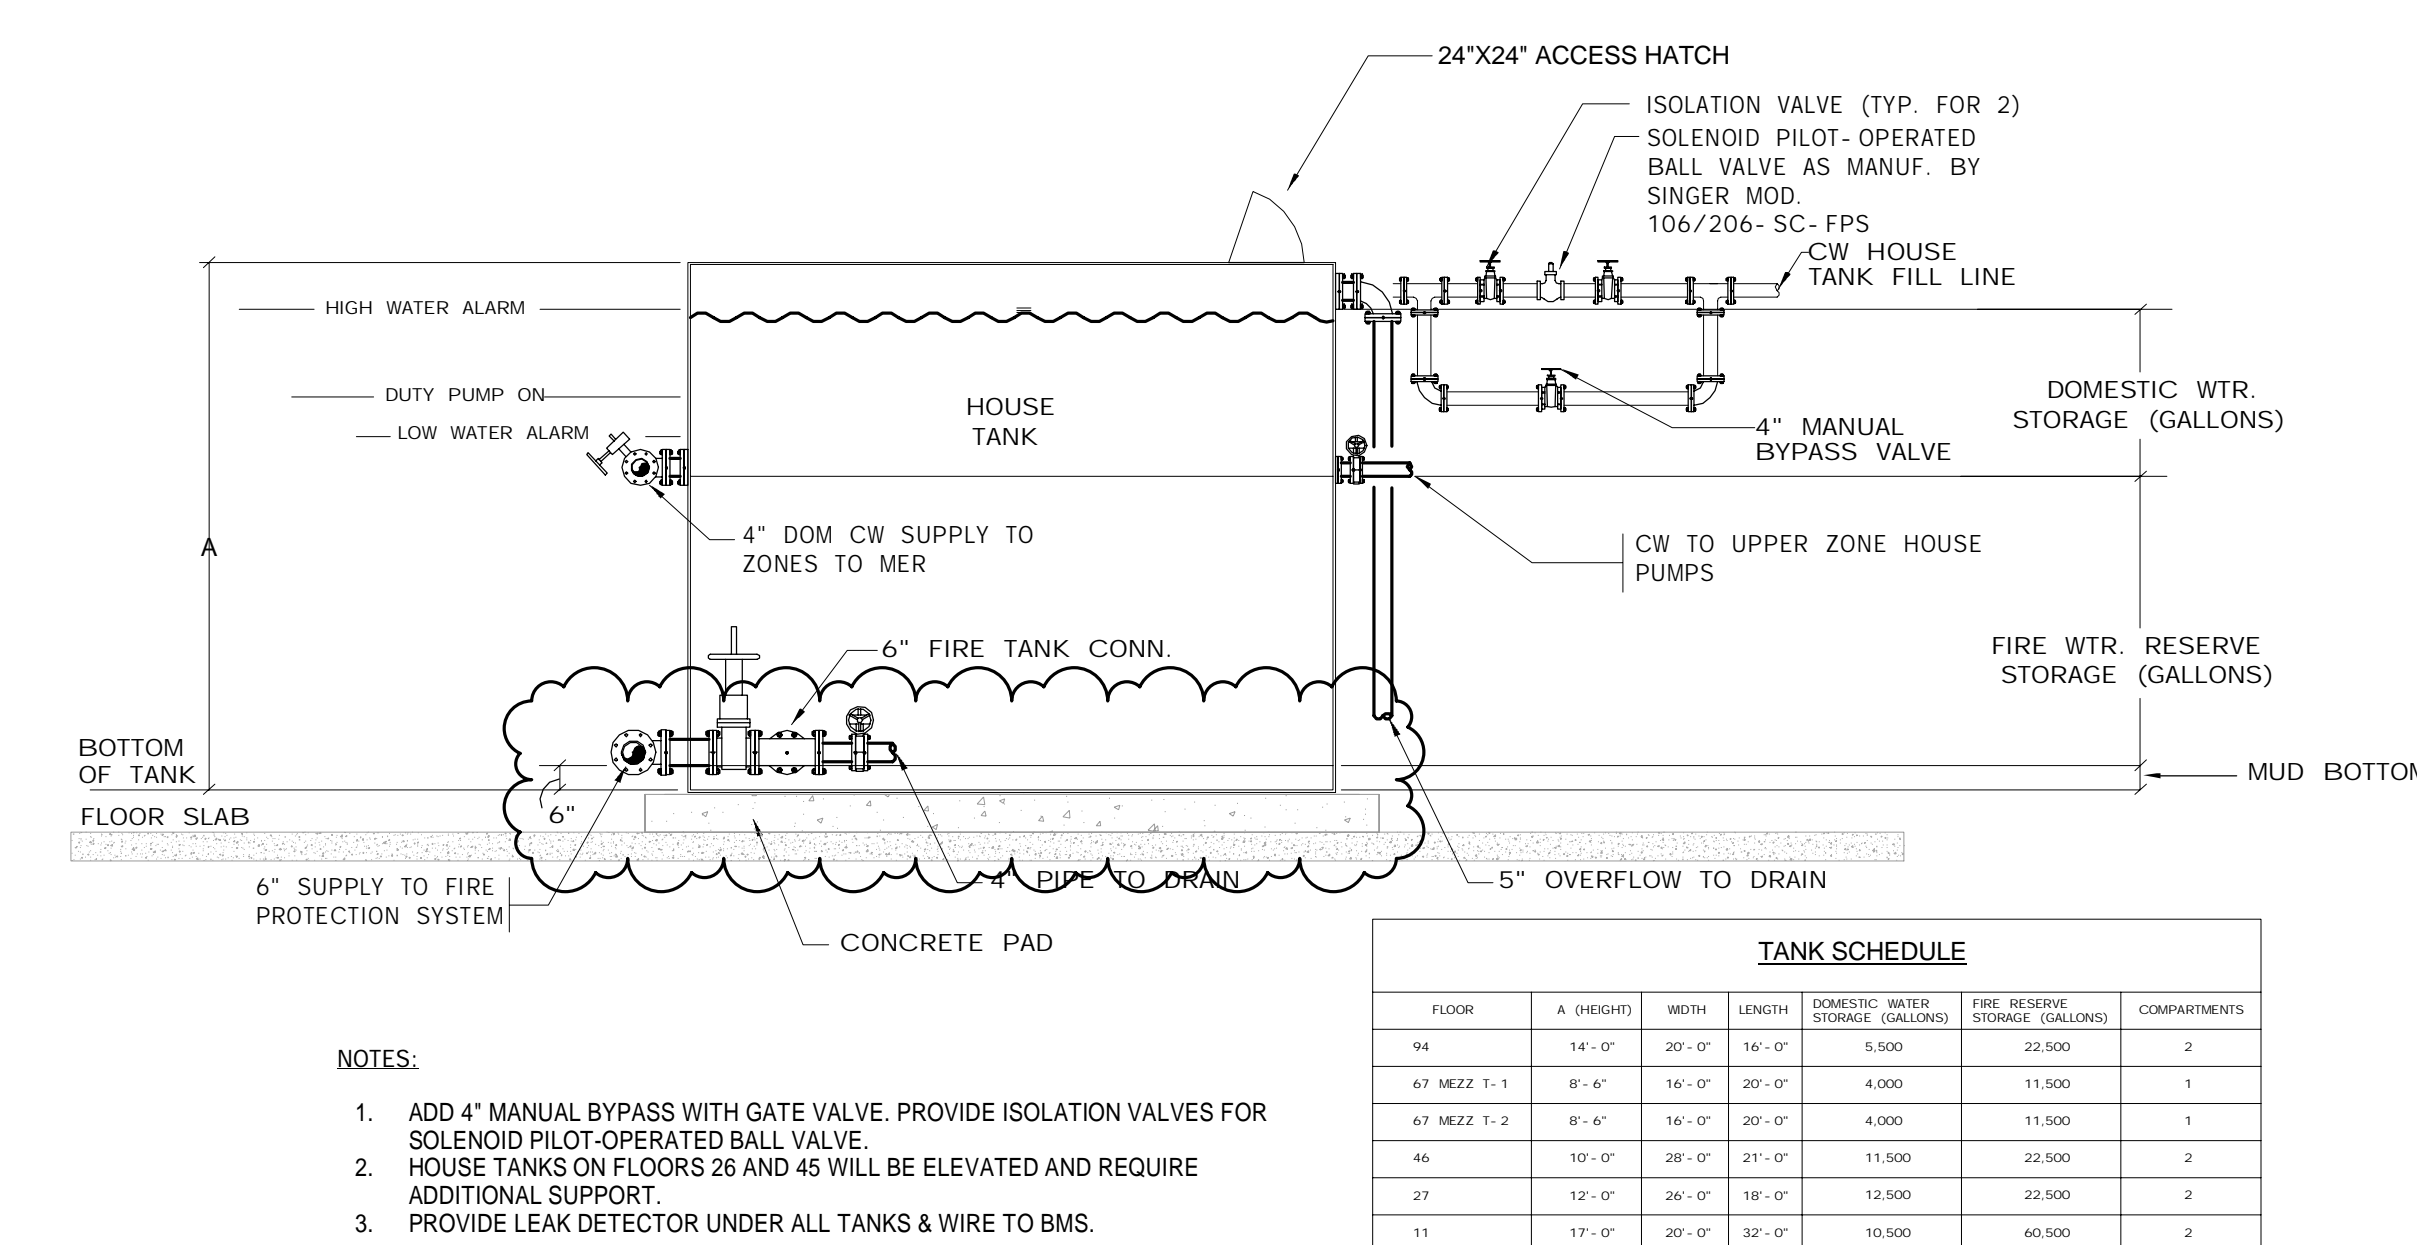 24"X24" ACCESS HATCH
ISOLATION VALVE (TYP. FOR 2)
SOLENOID PILOT-OPERATED
BALL VALVE AS MANUF. BY
SINGER MOD.
106/206-SC-FPS
CW HOUSE
TANK FILL LINE
HIGH WATER ALARM
DUTY PUMP ON
LOW WATER ALARM
HOUSE
TANK
DOMESTIC WTR.
STORAGE (GALLONS)
4" MANUAL
BYPASS VALVE
A
4" DOM CW SUPPLY TO
ZONES TO MER
CW TO UPPER ZONE HOUSE
PUMPS
6" FIRE TANK CONN.
FIRE WTR. RESERVE
STORAGE (GALLONS)
BOTTOM
OF TANK
MUD BOTTOM
FLOOR SLAB
6"
6" SUPPLY TO FIRE
PROTECTION SYSTEM
4" PIPE TO DRAIN
5" OVERFLOW TO DRAIN
CONCRETE PAD
NOTES:
1. ADD 4" MANUAL BYPASS WITH GATE VALVE. PROVIDE ISOLATION VALVES FOR
SOLENOID PILOT-OPERATED BALL VALVE.
2. HOUSE TANKS ON FLOORS 26 AND 45 WILL BE ELEVATED AND REQUIRE
ADDITIONAL SUPPORT.
3. PROVIDE LEAK DETECTOR UNDER ALL TANKS & WIRE TO BMS.
TANK SCHEDULE
FLOOR A (HEIGHT) WIDTH LENGTH DOMESTIC WATER STORAGE (GALLONS) FIRE RESERVE STORAGE (GALLONS) COMPARTMENTS
94 14'-0" 20'-0" 16'-0" 5,500 22,500 2
67 MEZZ T-1 8'-6" 16'-0" 20'-0" 4,000 11,500 1
67 MEZZ T-2 8'-6" 16'-0" 20'-0" 4,000 11,500 1
46 10'-0" 28'-0" 21'-0" 11,500 22,500 2
27 12'-0" 26'-0" 18'-0" 12,500 22,500 2
11 17'-0" 20'-0" 32'-0" 10,500 60,500 2